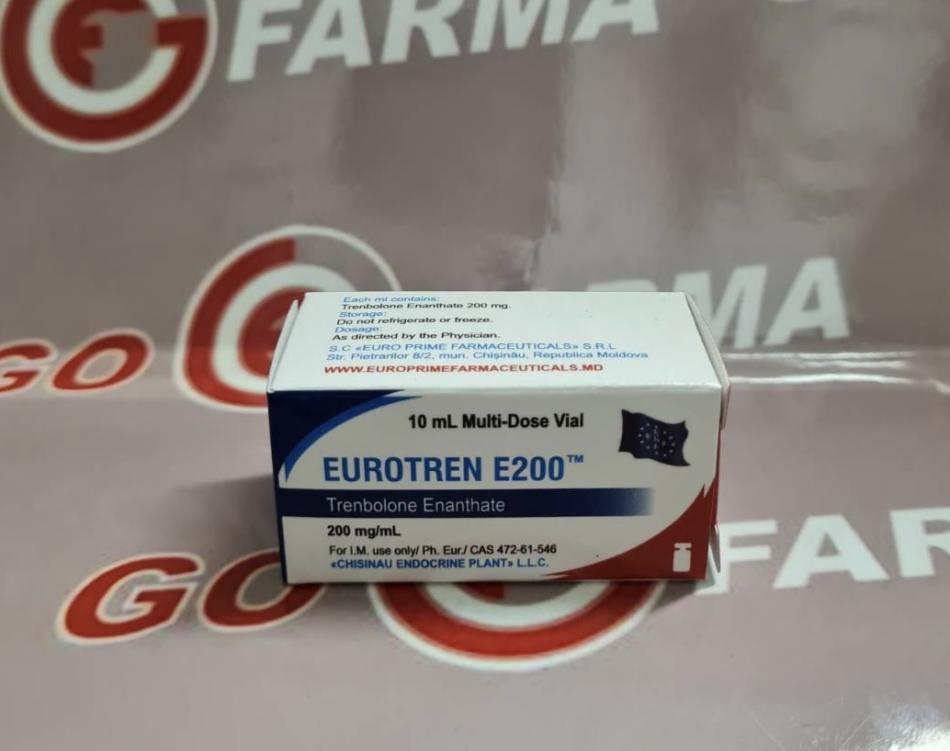 G FARMA
GO G FARMA
Each ml contains:
Trenbolone Enanthate 200 mg.
Storage:
Do not refrigerate or freeze.
Dosage:
As directed by the Physician.
S.C «EURO PRIME FARMACEUTICALS» S.R.L
Str. Pietrarilor 8/2, mun. Chişinău, Republica Moldova
WWW.EUROPRIMEFARMACEUTICALS.MD
10 mL Multi-Dose Vial
EUROTREN E200™
Trenbolone Enanthate
200 mg/mL
For I.M. use only/ Ph. Eur./ CAS 472-61-546
«CHISINAU ENDOCRINE PLANT» L.L.C.
GO FARMA